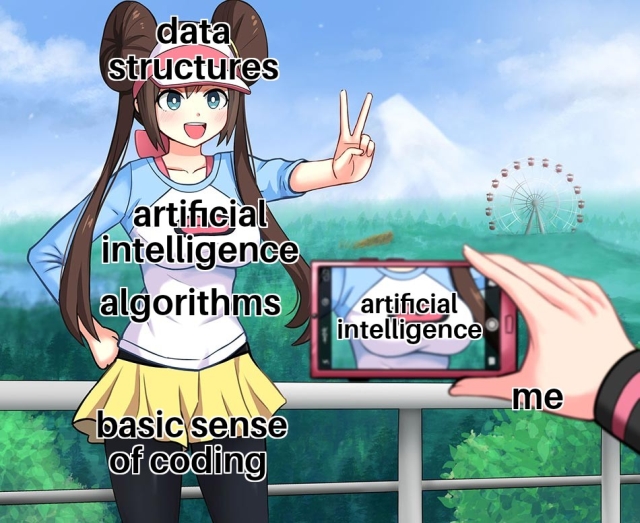 data
structures
artificial
intelligence
algorithms
artificial
intelligence
me
basic sense
of coding